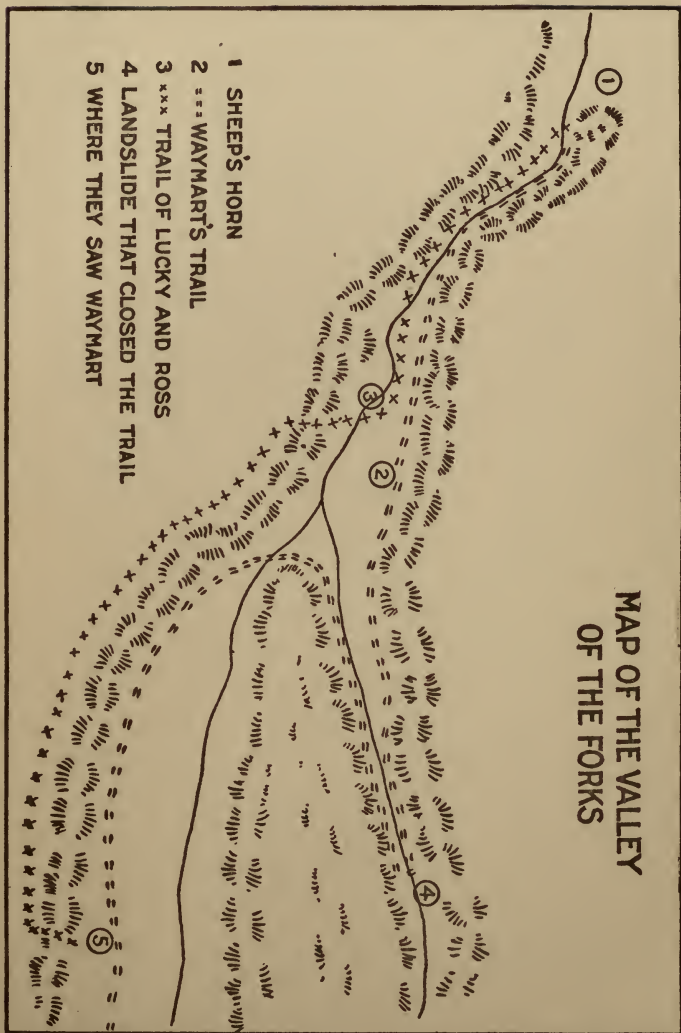 MAP OF THE VALLEY
OF THE FORKS
1 SHEEP'S HORN
2 === WAYMART'S TRAIL
3 ××× TRAIL OF LUCKY AND ROSS
4 LANDSLIDE THAT CLOSED THE TRAIL
5 WHERE THEY SAW WAYMART
1
2
3
4
5